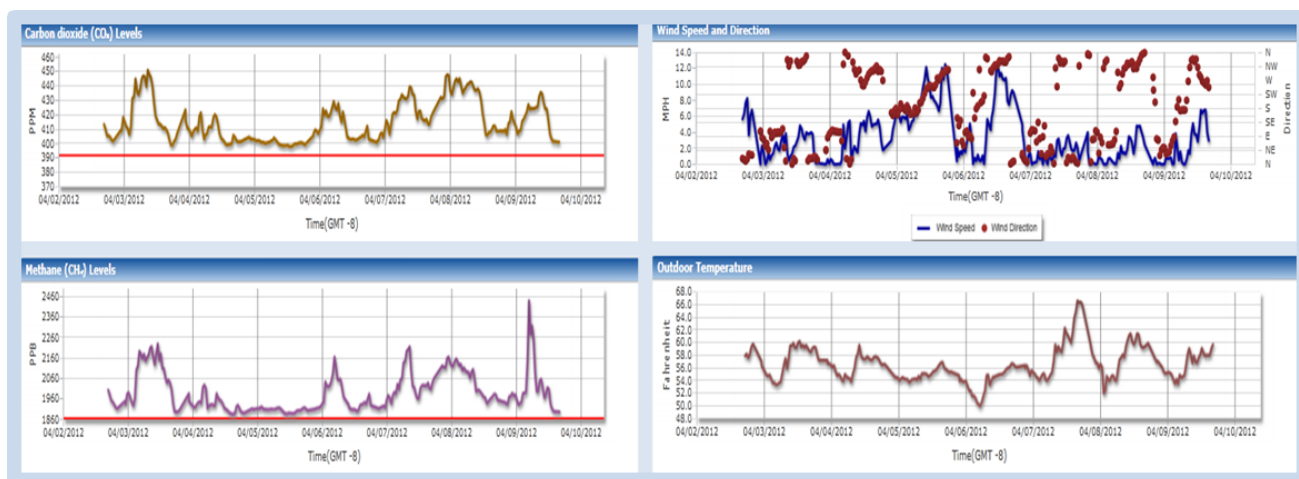 Carbon dioxide (CO₂) Levels
PPM
460
450
430
420
410
400
390
380
370
04/02/2012 04/03/2012 04/04/2012 04/05/2012 04/06/2012 04/07/2012 04/08/2012 04/09/2012 04/10/2012
Time(GMT -8)
Wind Speed and Direction
MPH
14.0
12.0
10.0
8.0
6.0
4.0
2.0
0.0
N
NW
W
SW
S
SE
E
NE
N
Direction
04/02/2012 04/03/2012 04/04/2012 04/05/2012 04/06/2012 04/07/2012 04/08/2012 04/09/2012 04/10/2012
Time(GMT -8)
Wind Speed Wind Direction
Methane (CH₄) Levels
PPB
2460
2360
2260
2160
2060
1960
1860
04/02/2012 04/03/2012 04/04/2012 04/05/2012 04/06/2012 04/07/2012 04/08/2012 04/09/2012 04/10/2012
Time(GMT -8)
Outdoor Temperature
Fahrenheit
68.0
64.0
62.0
60.0
58.0
56.0
54.0
52.0
50.0
48.0
04/02/2012 04/03/2012 04/04/2012 04/05/2012 04/06/2012 04/07/2012 04/08/2012 04/09/2012 04/10/2012
Time(GMT -8)